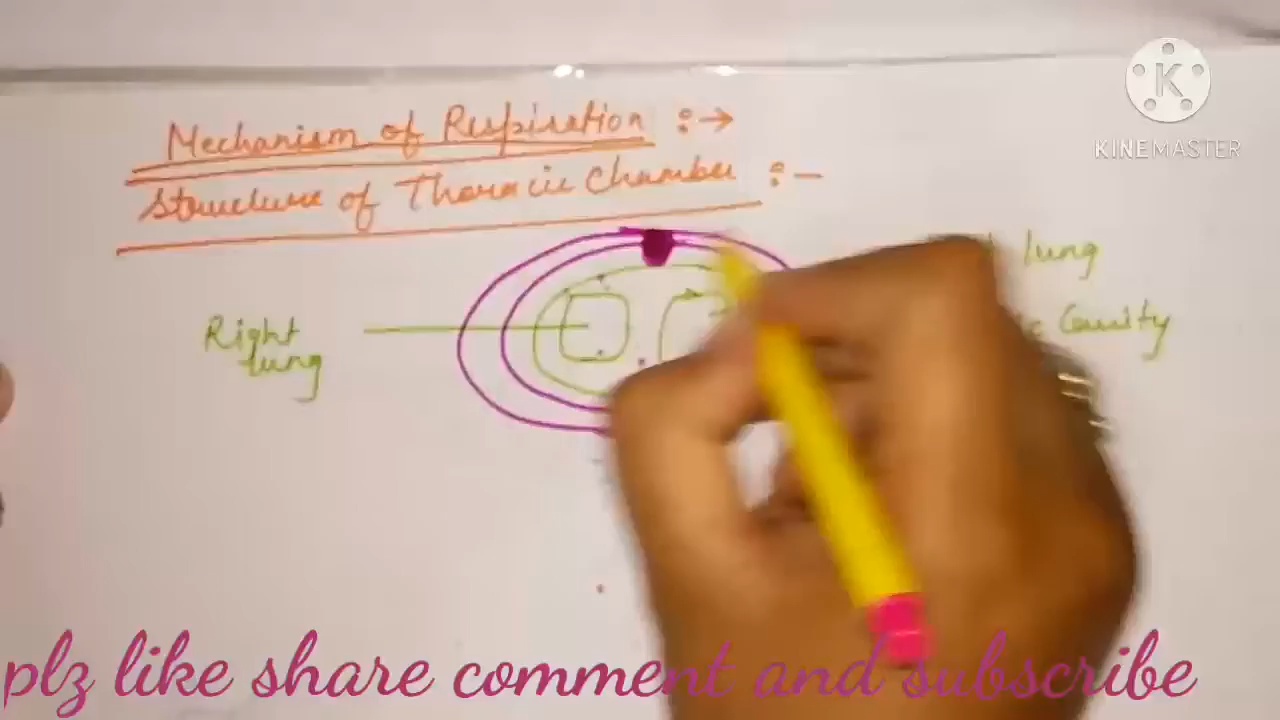 Mechanism of Respiration :→
Structure of Thoracic Chamber :-
lung
Right
lung
Cavity
KINEMASTER
plz like share comment and subscribe